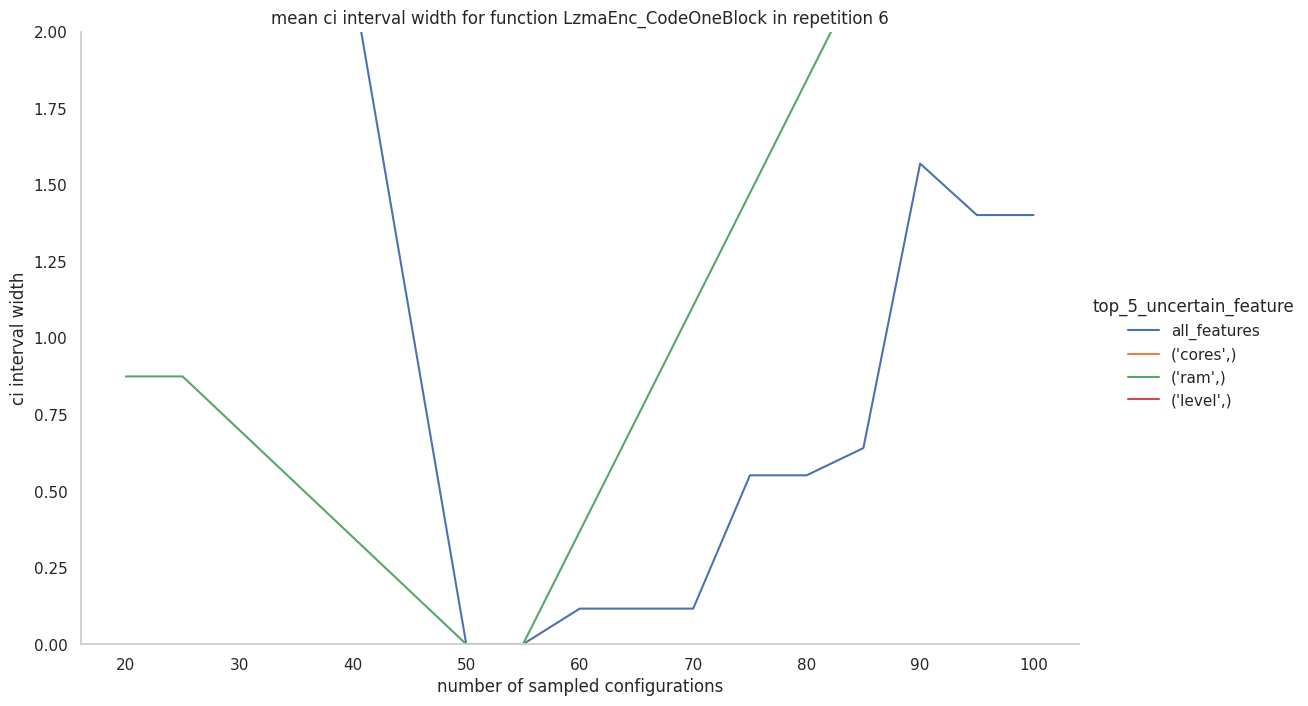 mean ci interval width for function LzmaEnc_CodeOneBlock in repetition 6
2.00
1.75
1.50
1.25
1.00
0.75
0.50
0.25
0.00
ci interval width
20 30 40 50 60 70 80 90 100
number of sampled configurations
top_5_uncertain_feature
all_features
('cores',)
('ram',)
('level',)